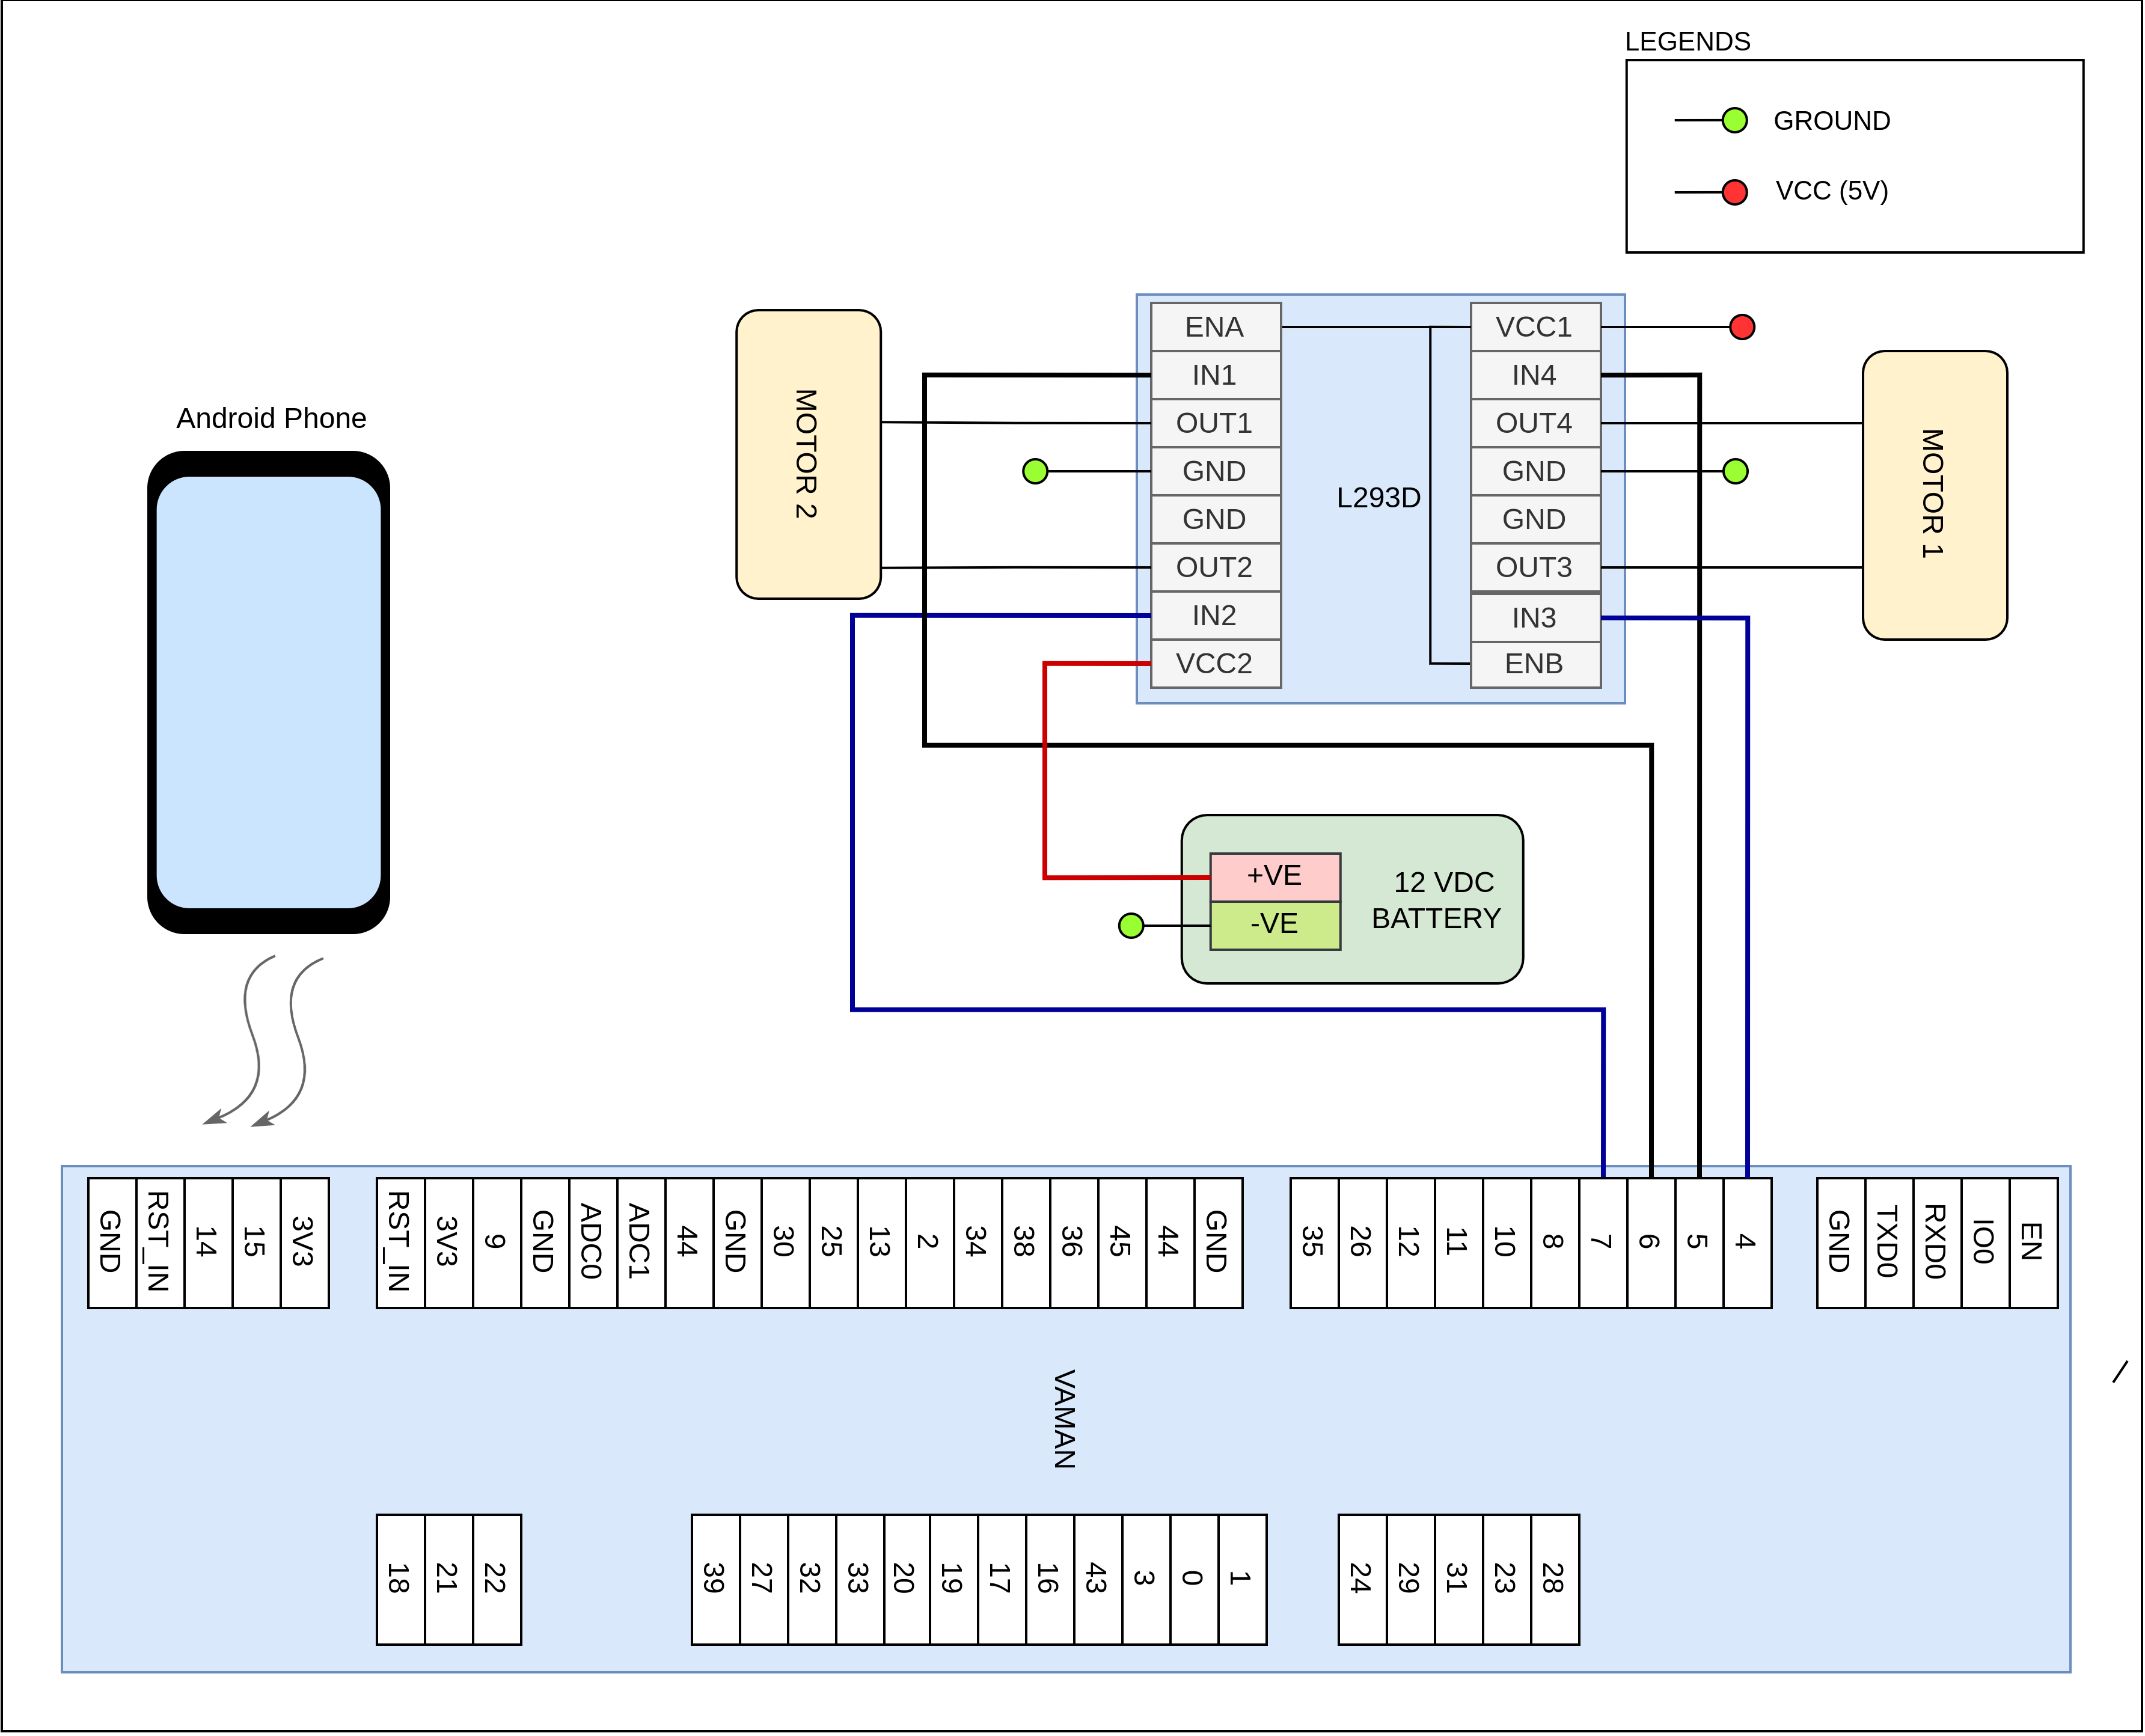 LEGENDS
GROUND
VCC (5V)
Android Phone
MOTOR 2
ENA
IN1
OUT1
GND
GND
OUT2
IN2
VCC2
L293D
VCC1
IN4
OUT4
GND
GND
OUT3
IN3
ENB
MOTOR 1
+VE
-VE
12 VDC
BATTERY
GND
RST_IN
14
15
3V3
RST_IN
3V3
9
GND
ADC0
ADC1
44
GND
30
25
13
2
34
38
36
45
44
GND
35
26
12
11
10
8
7
6
5
4
GND
TXD0
RXD0
IO0
EN
VAMAN
18
21
22
39
27
32
33
20
19
17
16
43
3
0
1
24
29
31
23
28